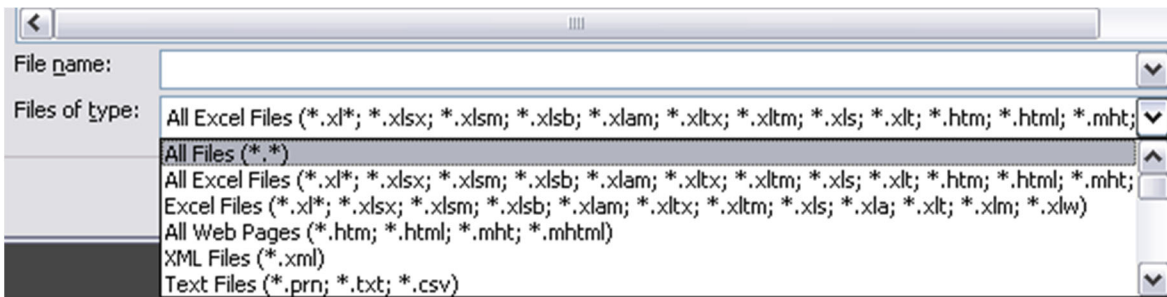 File name:
Files of type:
All Excel Files (*.xl*; *.xlsx; *.xlsm; *.xlsb; *.xlam; *.xltx; *.xltm; *.xls; *.xlt; *.htm; *.html; *.mht;
All Files (*.*)
All Excel Files (*.xl*; *.xlsx; *.xlsm; *.xlsb; *.xlam; *.xltx; *.xltm; *.xls; *.xlt; *.htm; *.html; *.mht;
Excel Files (*.xl*; *.xlsx; *.xlsm; *.xlsb; *.xlam; *.xltx; *.xltm; *.xls; *.xla; *.xlt; *.xlm; *.xlw)
All Web Pages (*.htm; *.html; *.mht; *.mhtml)
XML Files (*.xml)
Text Files (*.prn; *.txt; *.csv)